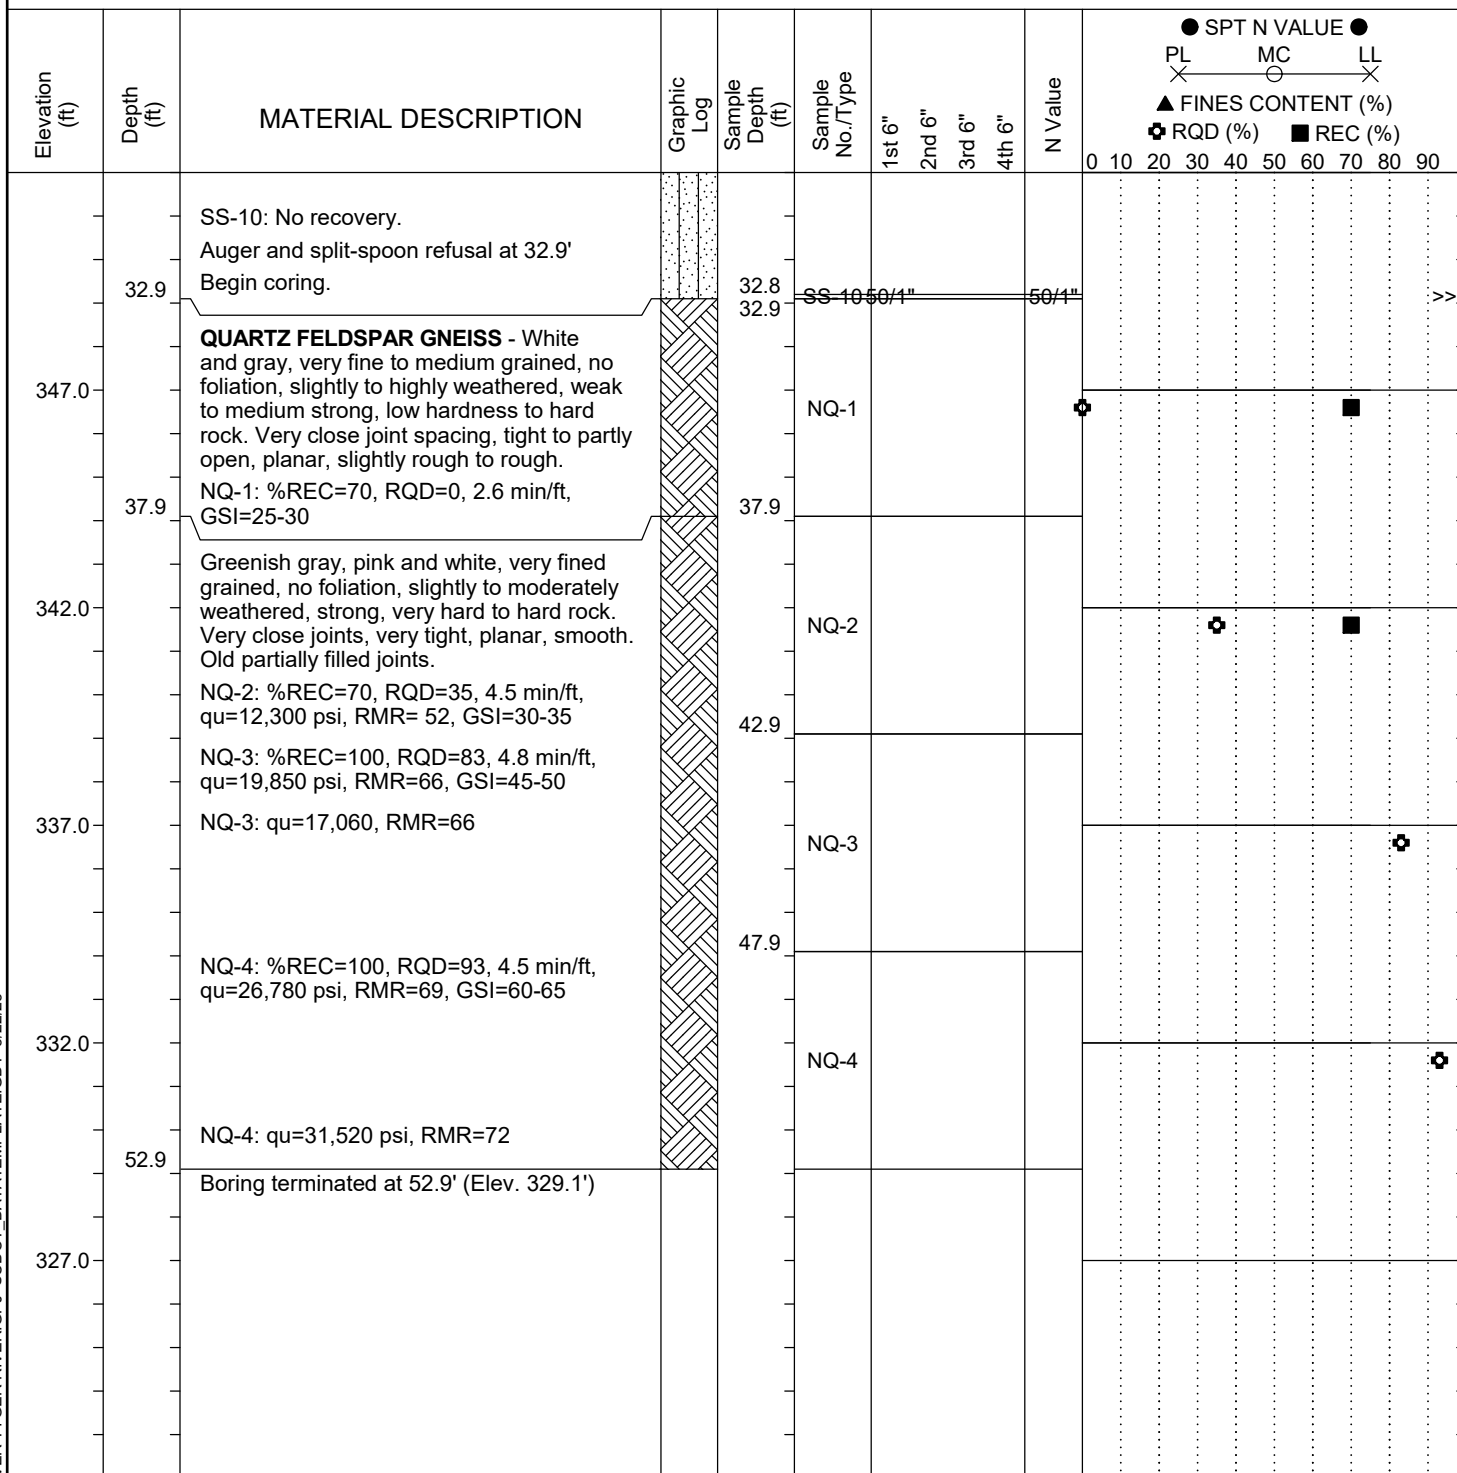 Elevation
(ft)
Depth
(ft)
MATERIAL DESCRIPTION
Graphic
Log
Sample
Depth
(ft)
Sample
No./Type
1st 6"
2nd 6"
3rd 6"
4th 6"
N Value
● SPT N VALUE ●
PL MC LL
▲ FINES CONTENT (%)
RQD (%) ■ REC (%)
0 10 20 30 40 50 60 70 80 90
SS-10: No recovery.
Auger and split-spoon refusal at 32.9'
Begin coring.
32.9
32.8
32.9
SS-10 50/1" 50/1"
>>
QUARTZ FELDSPAR GNEISS - White
and gray, very fine to medium grained, no
foliation, slightly to highly weathered, weak
to medium strong, low hardness to hard
rock. Very close joint spacing, tight to partly
open, planar, slightly rough to rough.
347.0
NQ-1
NQ-1: %REC=70, RQD=0, 2.6 min/ft,
GSI=25-30
37.9
37.9
Greenish gray, pink and white, very fined
grained, no foliation, slightly to moderately
weathered, strong, very hard to hard rock.
Very close joints, very tight, planar, smooth.
Old partially filled joints.
342.0
NQ-2
NQ-2: %REC=70, RQD=35, 4.5 min/ft,
qu=12,300 psi, RMR= 52, GSI=30-35
42.9
NQ-3: %REC=100, RQD=83, 4.8 min/ft,
qu=19,850 psi, RMR=66, GSI=45-50
337.0
NQ-3: qu=17,060, RMR=66
NQ-3
47.9
NQ-4: %REC=100, RQD=93, 4.5 min/ft,
qu=26,780 psi, RMR=69, GSI=60-65
332.0
NQ-4
NQ-4: qu=31,520 psi, RMR=72
52.9
Boring terminated at 52.9' (Elev. 329.1')
327.0